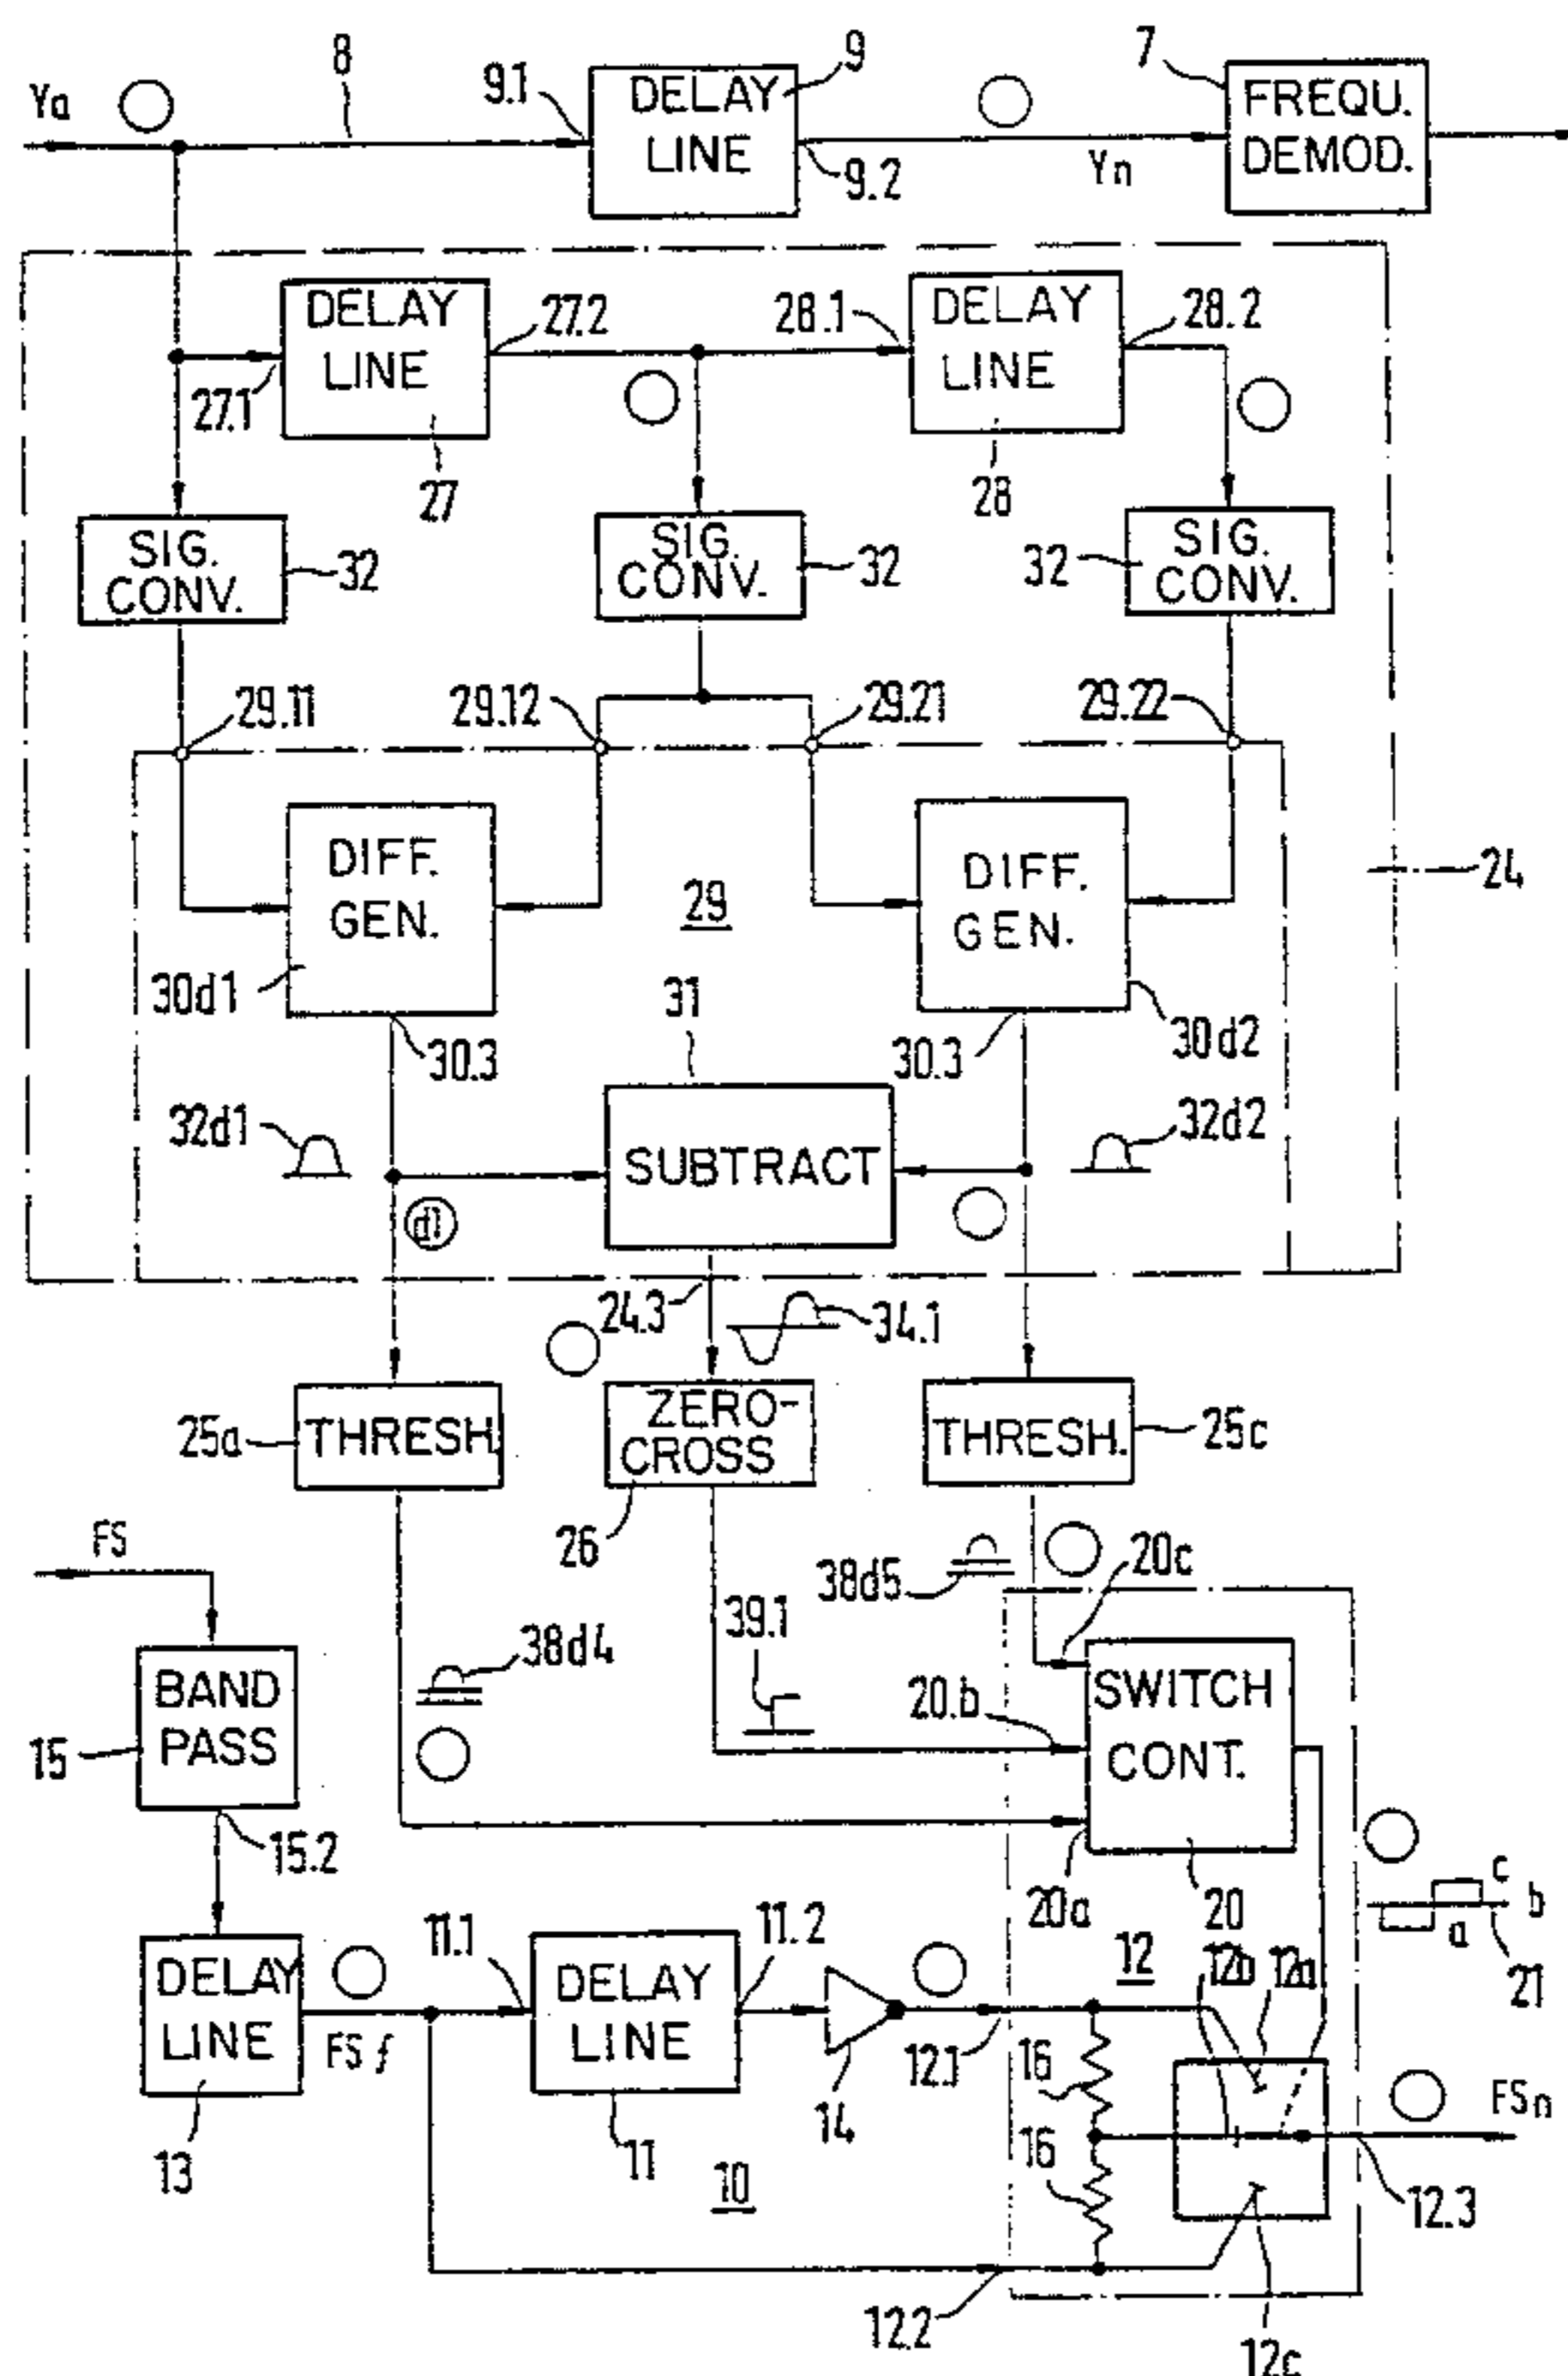 Ya
8
9.1
DELAY
LINE
9
9.2
Yn
7
FREQU.
DEMOD.
27.1
DELAY
LINE
27
27.2
28.1
DELAY
LINE
28
28.2
SIG.
CONV.
32
SIG.
CONV.
32
32
SIG.
CONV.
29.11
29.12
29.21
29.22
DIFF.
GEN.
30d1
29
DIFF.
GEN.
30d2
24
30.3
31
30.3
32d1
SUBTRACT
32d2
d1
24.3
34.1
25a
THRESH.
ZERO-
CROSS
26
THRESH.
25c
FS
38d5
20c
39.1
38d4
20.b
BAND
PASS
15
15.2
SWITCH
CONT.
20a
20
c
b
a
21
DELAY
LINE
13
FSf
11.1
DELAY
LINE
11
11.2
14
12.1
12
12b
12a
16
16
10
FSn
12.3
12.2
12c